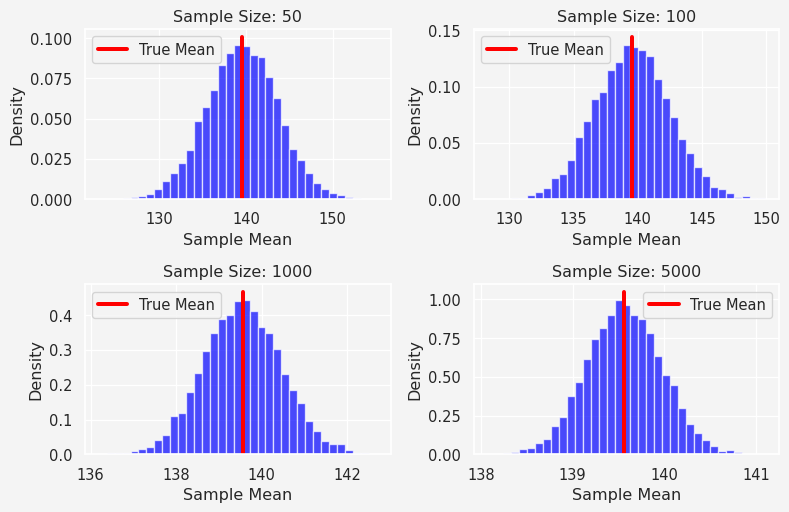 Sample Size: 50
True Mean
0.100
0.075
0.050
0.025
0.000
Density
130
140
150
Sample Mean
Sample Size: 100
True Mean
0.15
0.10
0.05
0.00
Density
130
135
140
145
150
Sample Mean
Sample Size: 1000
True Mean
0.4
0.3
0.2
0.1
0.0
Density
136
138
140
142
Sample Mean
Sample Size: 5000
True Mean
1.00
0.75
0.50
0.25
0.00
Density
138
139
140
141
Sample Mean